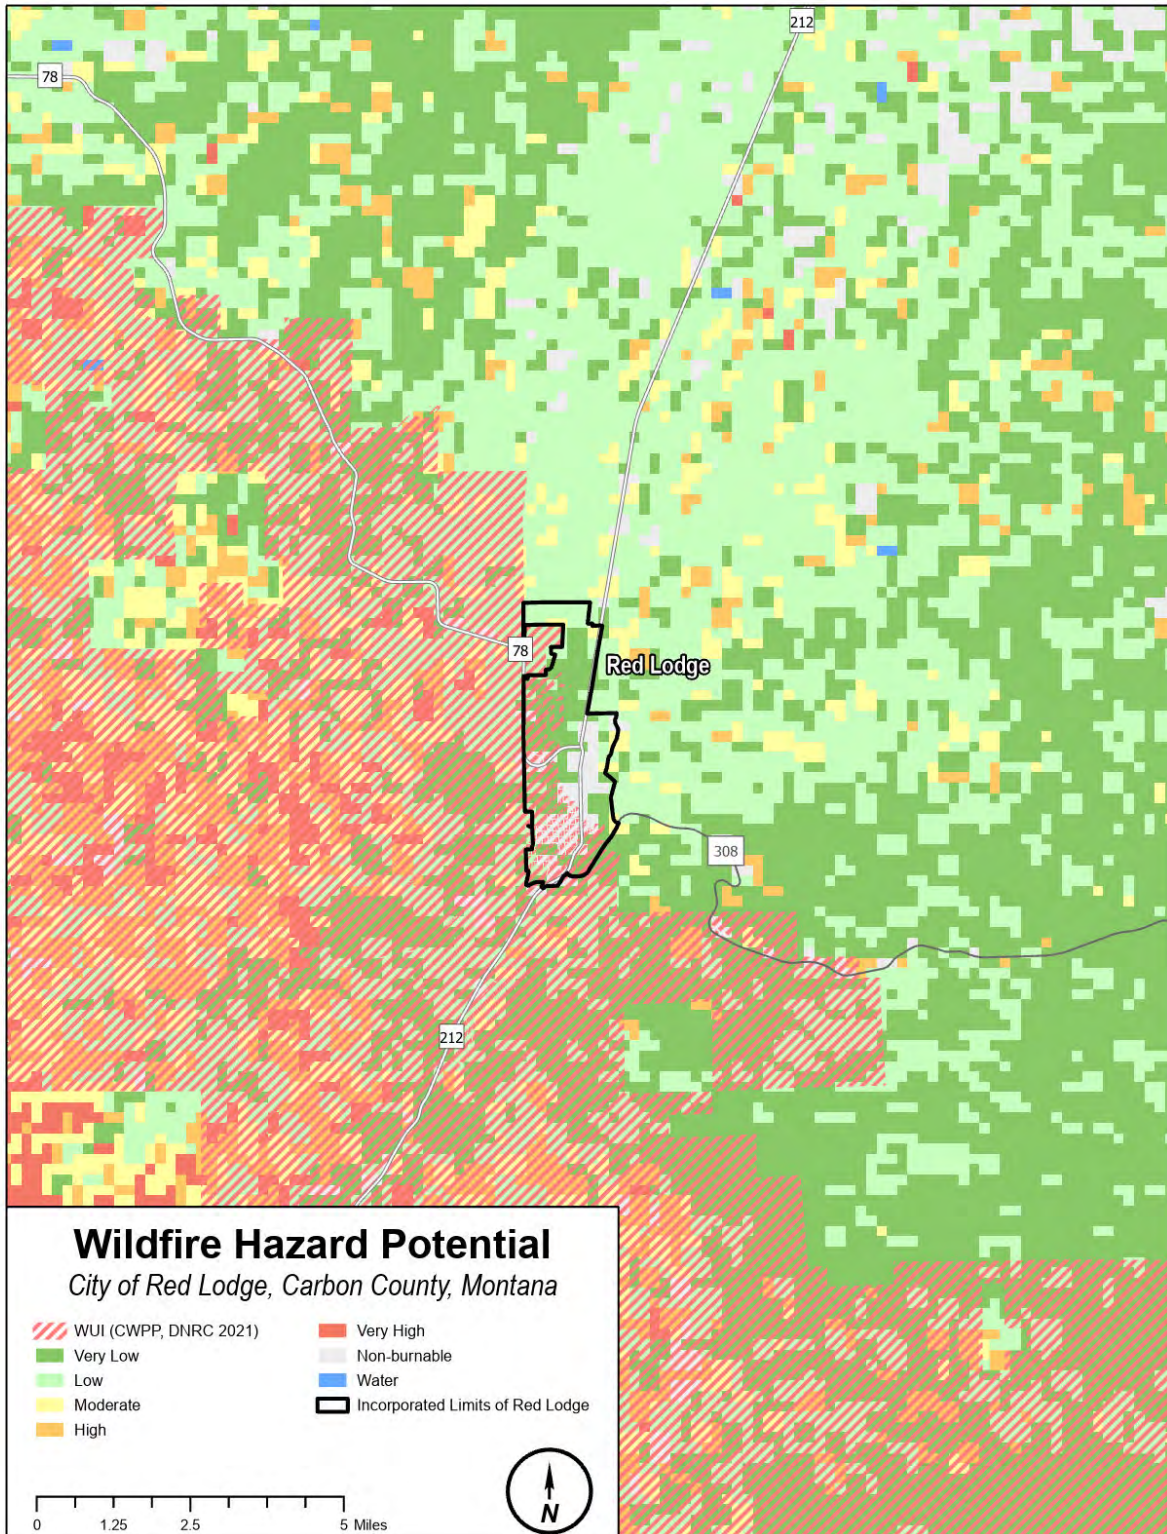 212
78
78
Red Lodge
308
212
Wildfire Hazard Potential
City of Red Lodge, Carbon County, Montana
WUI (CWPP, DNRC 2021)
Very Low
Low
Moderate
High
Very High
Non-burnable
Water
Incorporated Limits of Red Lodge
0 1.25 2.5 5 Miles
N